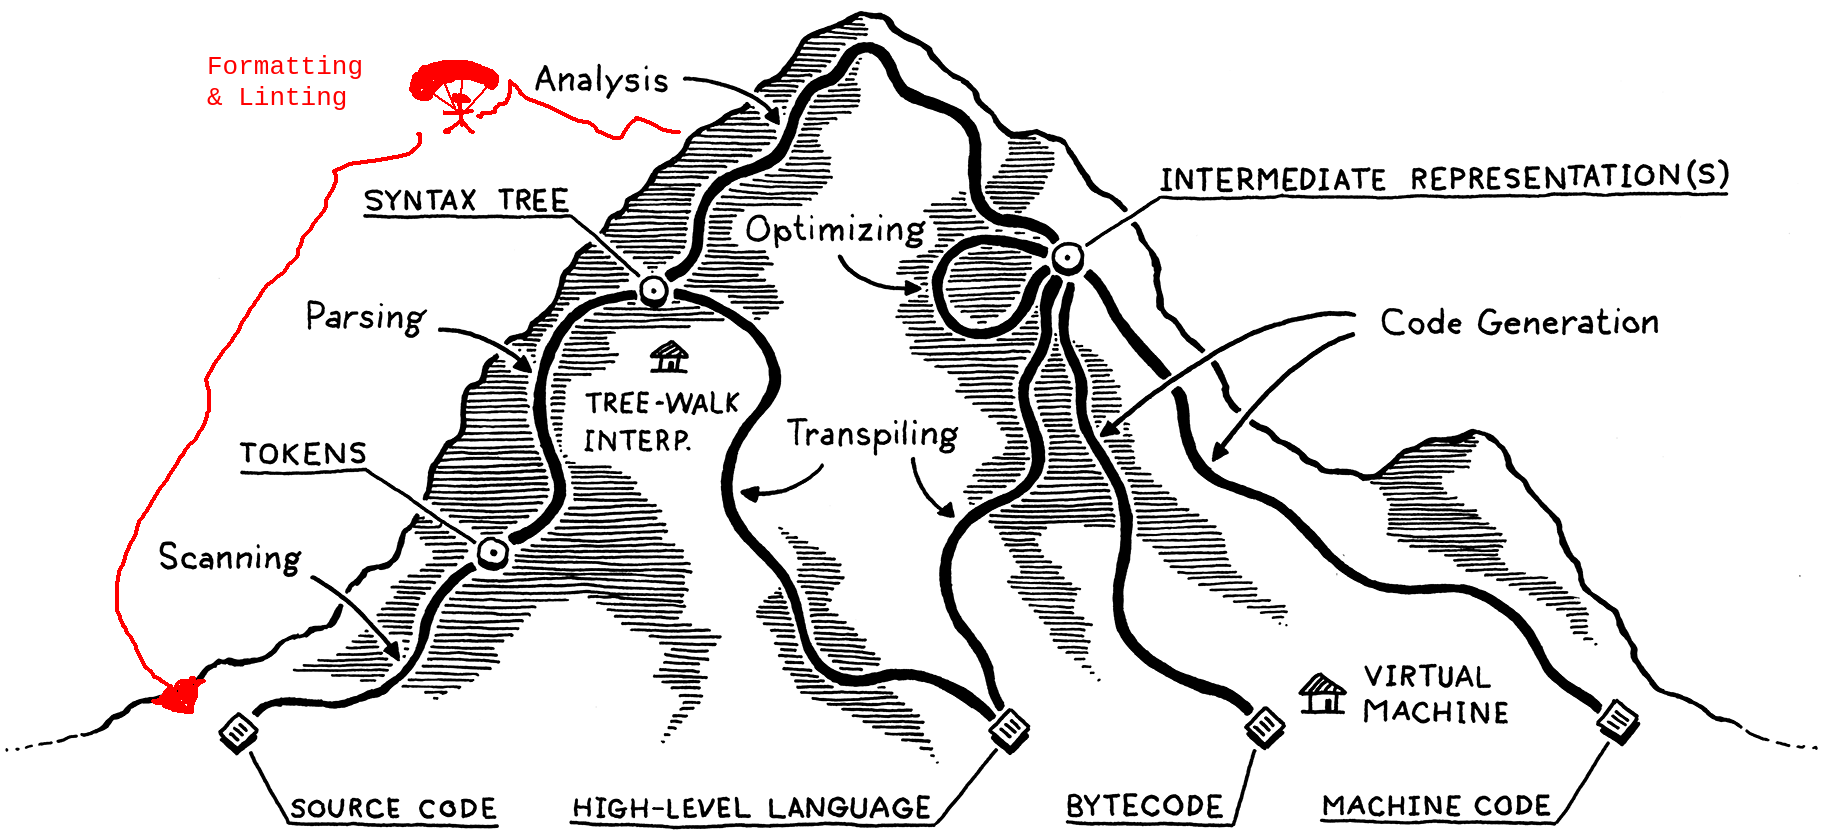 Formatting
& Linting
Analysis
SYNTAX TREE
INTERMEDIATE REPRESENTATION(S)
Optimizing
Parsing
Code Generation
TREE-WALK
INTERP.
Transpiling
TOKENS
Scanning
VIRTUAL
MACHINE
SOURCE CODE
HIGH-LEVEL LANGUAGE
BYTECODE
MACHINE CODE